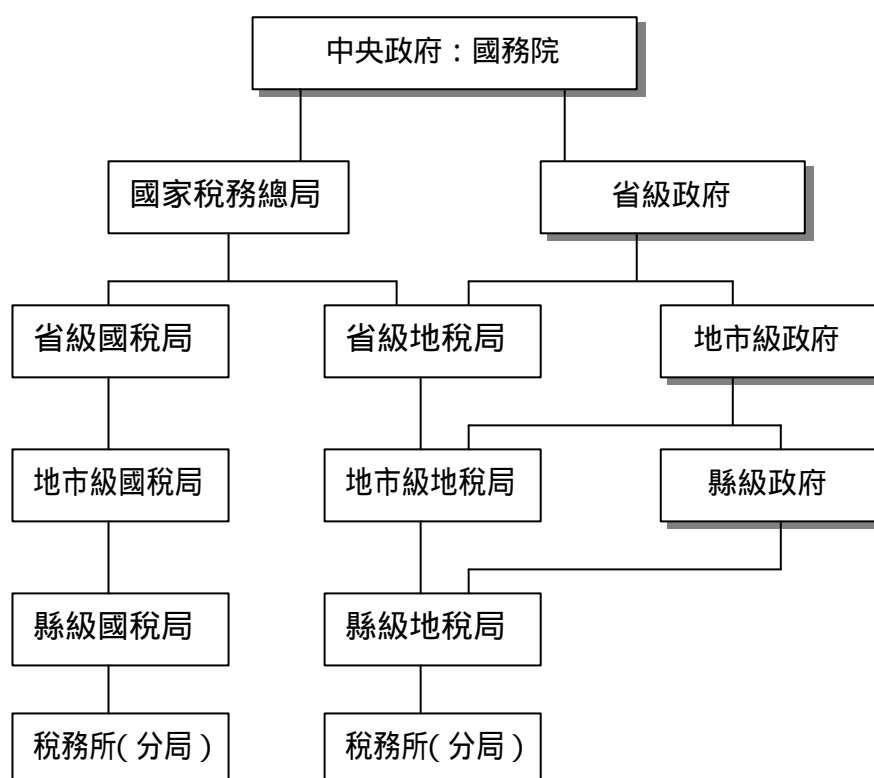 中央政府：國務院
國家稅務總局
省級政府
省級國稅局
省級地稅局
地市級政府
地市級國稅局
地市級地稅局
縣級政府
縣級國稅局
縣級地稅局
稅務所(分局)
稅務所(分局)